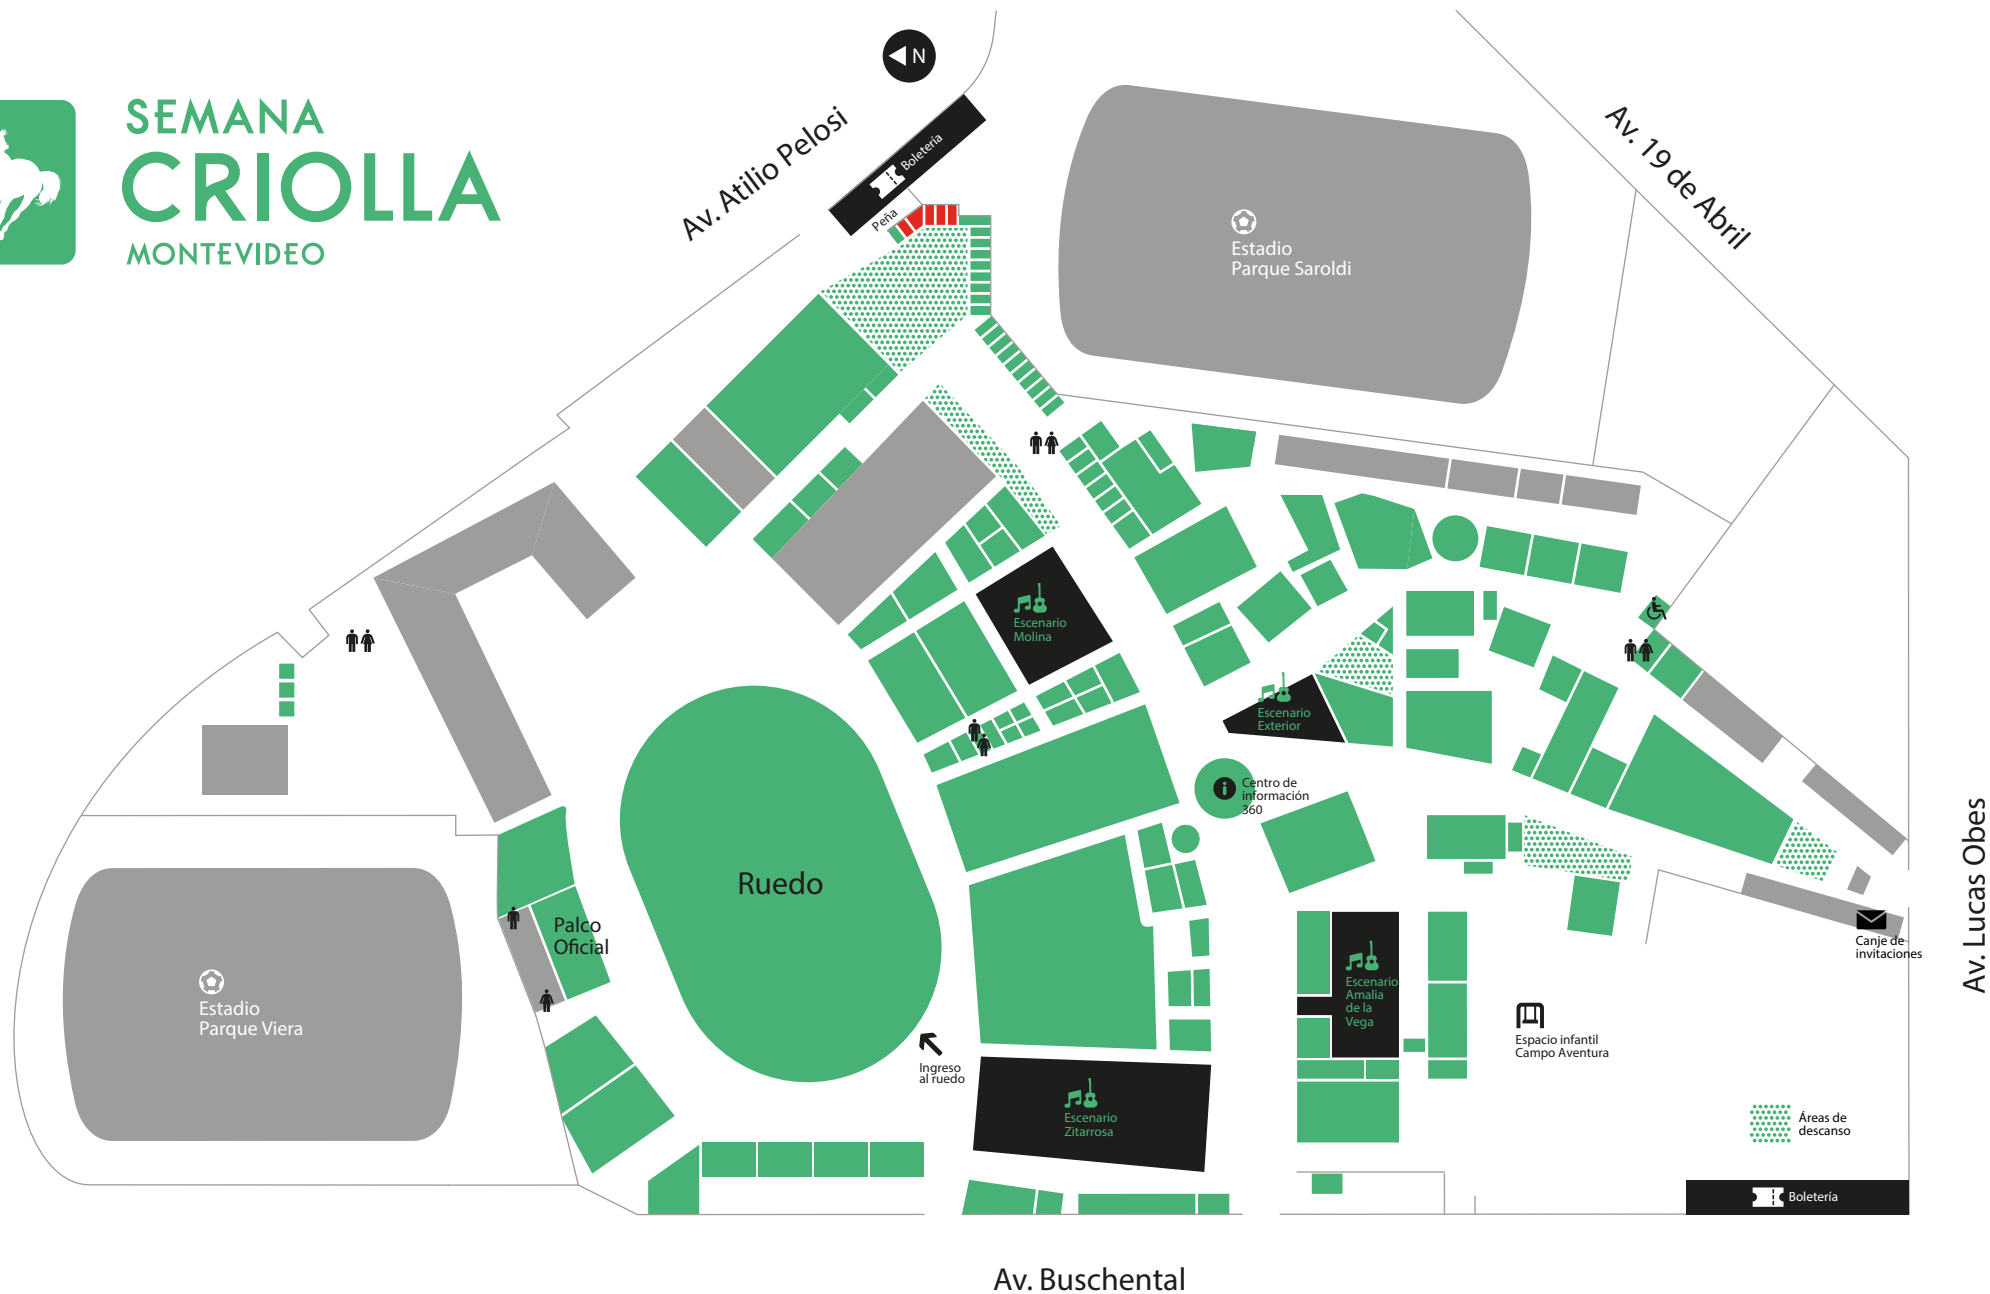 SEMANA
CRIOLLA
MONTEVIDEO
N
Av. Atilio Pelosi
Boletería
Peña
Av. 19 de Abril
Estadio
Parque Saroldi
Escenario
Molina
Escenario
Exterior
Centro de
información
360
Ruedo
Palco
Oficial
Estadio
Parque Viera
Ingreso
al ruedo
Escenario
Zitarrosa
Escenario
Amalia
de la
Vega
Espacio infantil
Campo Aventura
Canje de
invitaciones
Av. Lucas Obes
Áreas de
descanso
Boletería
Av. Buschental